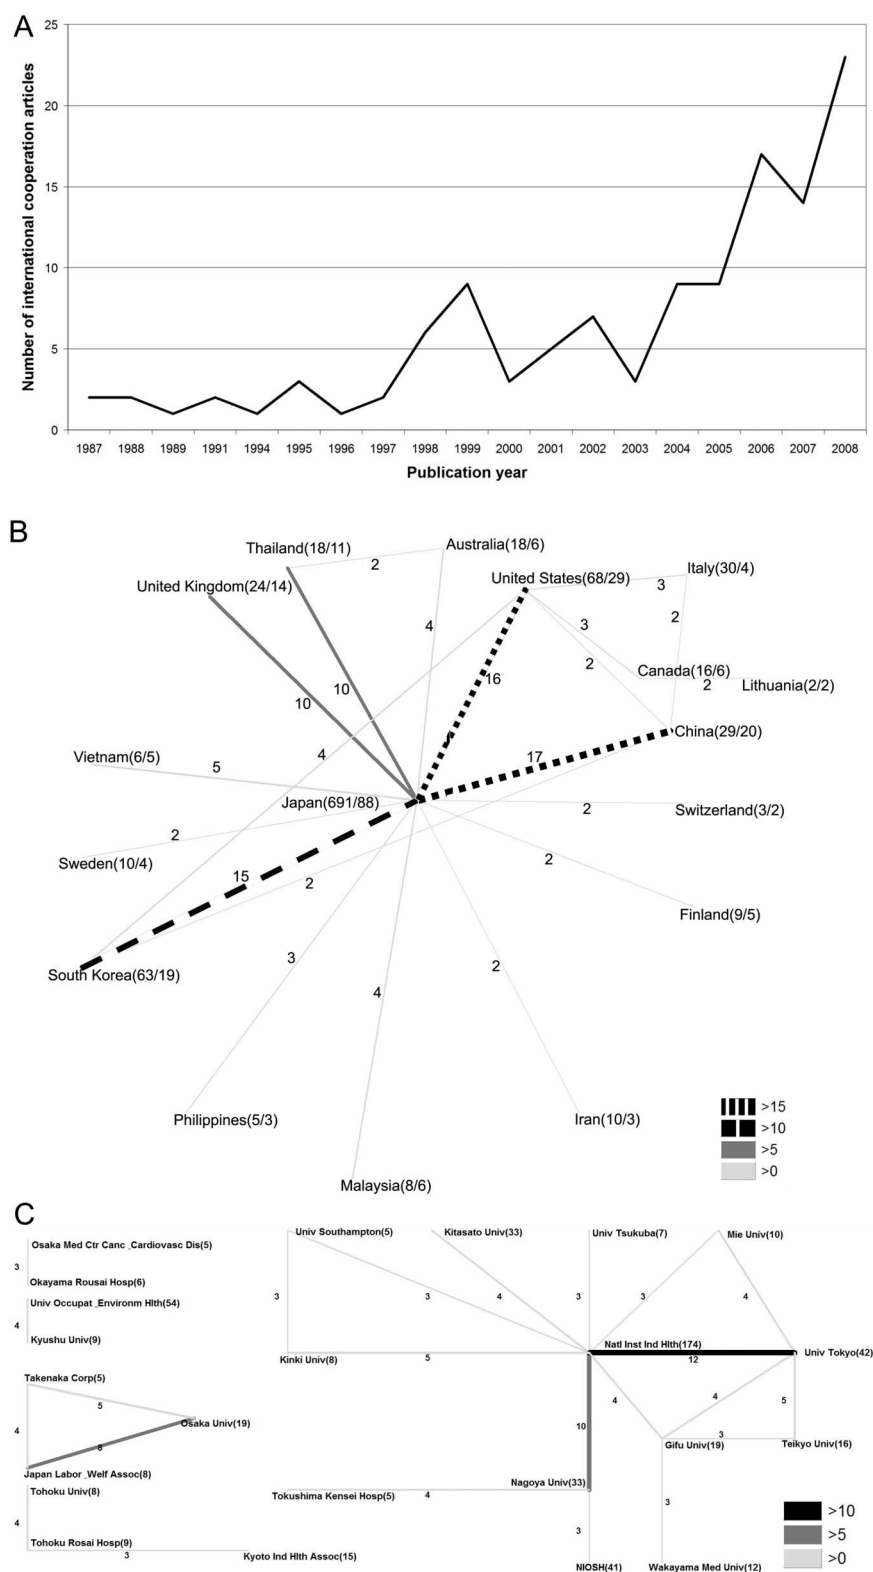 A
25
20
15
10
5
0
Number of international cooperation articles
1987 1988 1989 1991 1994 1995 1996 1997 1998 1999 2000 2001 2002 2003 2004 2005 2006 2007 2008
Publication year
B
Thailand(18/11)
Australia(18/6)
2
United States(68/29)
Italy(30/4)
United Kingdom(24/14)
3
4
3
2
2
Canada(16/6)
16
10
2
Lithuania(2/2)
10
China(29/20)
4
17
Vietnam(6/5)
5
Japan(691/88)
2
Switzerland(3/2)
2
Sweden(10/4)
2
15
2
Finland(9/5)
South Korea(63/19)
3
2
4
Philippines(5/3)
Iran(10/3)
Malaysia(8/6)
>15
>10
>5
>0
C
Osaka Med Ctr Canc _Cardiovasc Dis(5)
3
Okayama Rousai Hosp(6)
Univ Occupat _Environm Hlth(54)
4
Kyushu Univ(9)
Takenaka Corp(5)
5
Osaka Univ(19)
4
8
Japan Labor _Welf Assoc(8)
Tohoku Univ(8)
4
Tohoku Rosai Hosp(9)
3
Kyoto Ind Hlth Assoc(15)
Univ Southampton(5)
Kitasato Univ(33)
Univ Tsukuba(7)
Mie Univ(10)
3
3
4
3
3
4
Natl Inst Ind Hlth(174)
Kinki Univ(8)
5
12
Univ Tokyo(42)
4
4
5
10
3
Gifu Univ(19)
Teikyo Univ(16)
Nagoya Univ(33)
Tokushima Kensei Hosp(5)
4
3
3
NIOSH(41)
Wakayama Med Univ(12)
>10
>5
>0